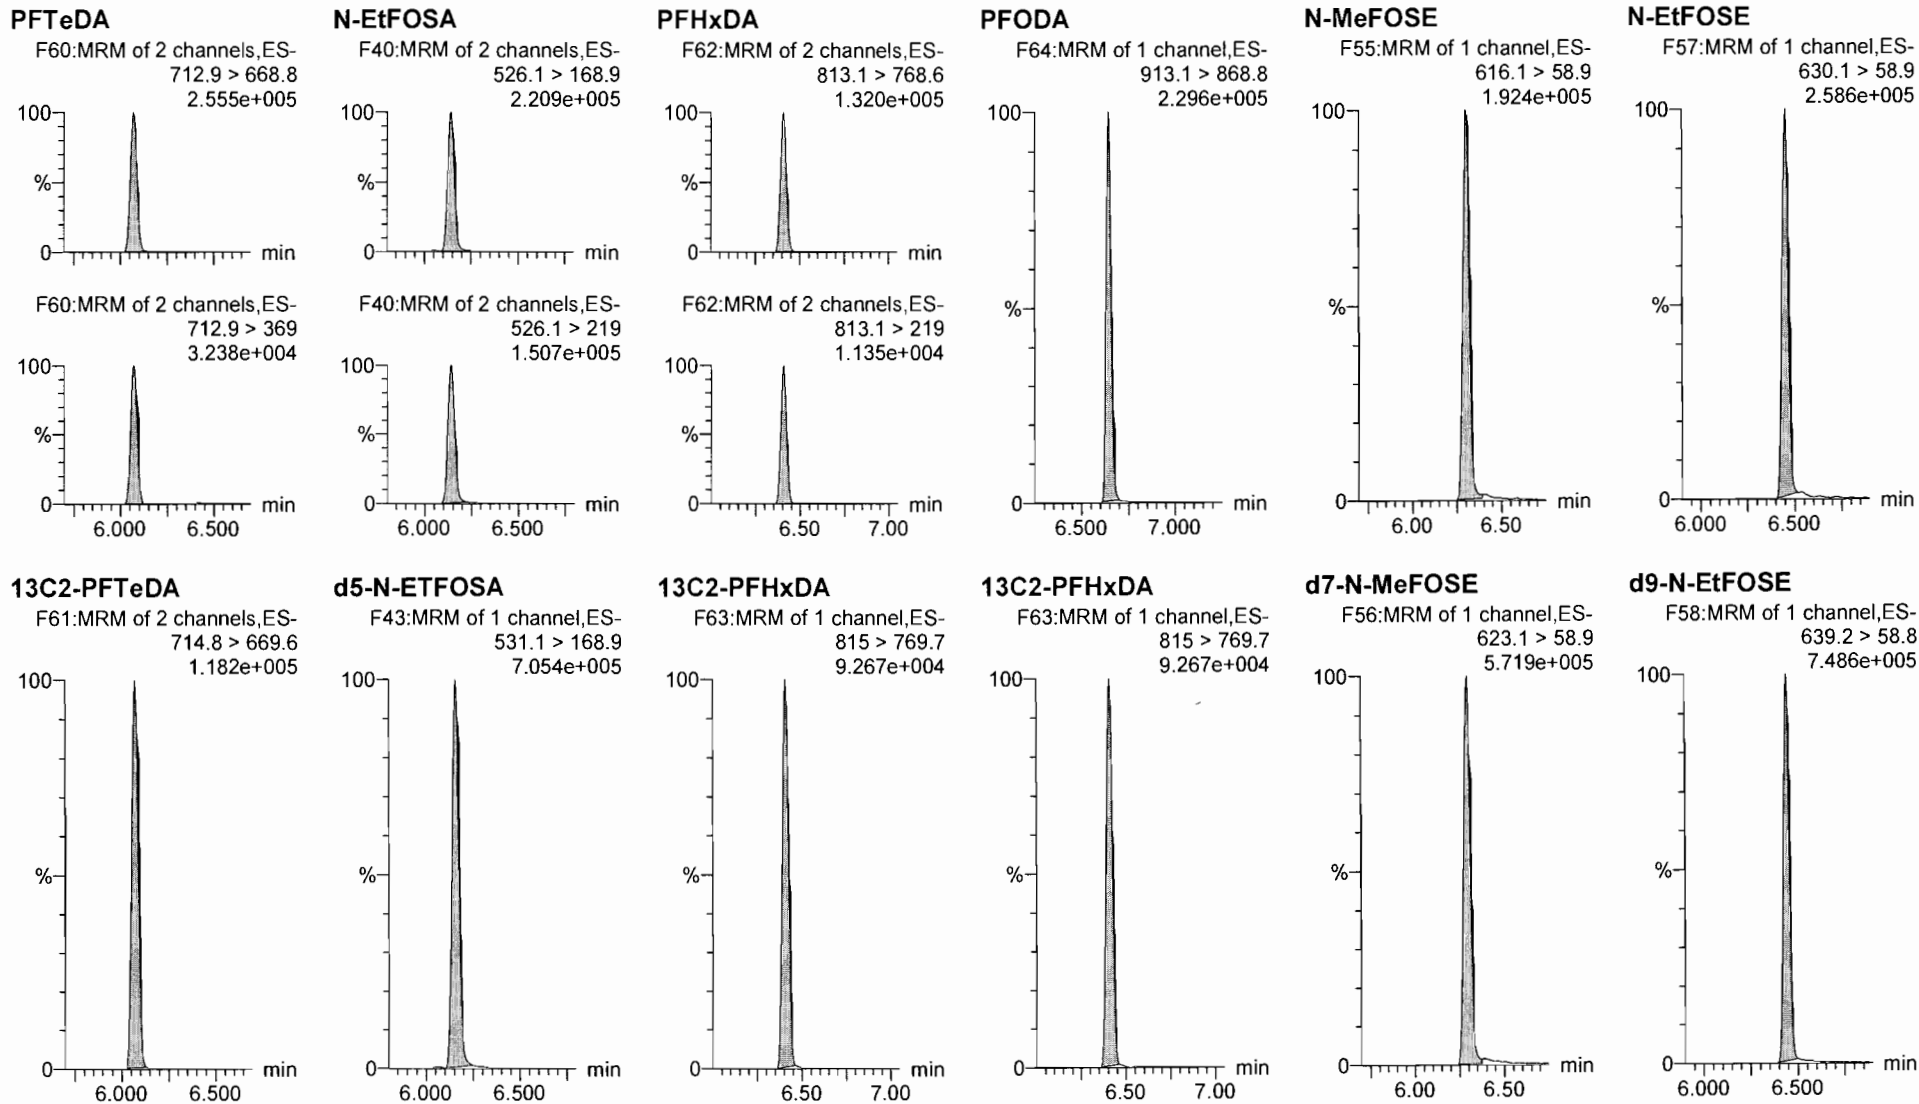 PFTeDA
F60:MRM of 2 channels,ES-
712.9 > 668.8
2.555e+005
100
%
0
min
F60:MRM of 2 channels,ES-
712.9 > 369
3.238e+004
100
%
0
min
6.000 6.500
N-EtFOSA
F40:MRM of 2 channels,ES-
526.1 > 168.9
2.209e+005
100
%
0
min
F40:MRM of 2 channels,ES-
526.1 > 219
1.507e+005
100
%
0
min
6.000 6.500
PFHxDA
F62:MRM of 2 channels,ES-
813.1 > 768.6
1.320e+005
100
%
0
min
F62:MRM of 2 channels,ES-
813.1 > 219
1.135e+004
100
%
0
min
6.50 7.00
PFODA
F64:MRM of 1 channel,ES-
913.1 > 868.8
2.296e+005
100
%
0
min
6.500 7.000
N-MeFOSE
F55:MRM of 1 channel,ES-
616.1 > 58.9
1.924e+005
100
%
0
min
6.00 6.50
N-EtFOSE
F57:MRM of 1 channel,ES-
630.1 > 58.9
2.586e+005
100
%
0
min
6.000 6.500
13C2-PFTeDA
F61:MRM of 2 channels,ES-
714.8 > 669.6
1.182e+005
100
%
0
min
6.000 6.500
d5-N-ETFOSA
F43:MRM of 1 channel,ES-
531.1 > 168.9
7.054e+005
100
%
0
min
6.000 6.500
13C2-PFHxDA
F63:MRM of 1 channel,ES-
815 > 769.7
9.267e+004
100
%
0
min
6.50 7.00
13C2-PFHxDA
F63:MRM of 1 channel,ES-
815 > 769.7
9.267e+004
100
%
0
min
6.50 7.00
d7-N-MeFOSE
F56:MRM of 1 channel,ES-
623.1 > 58.9
5.719e+005
100
%
0
min
6.00 6.50
d9-N-EtFOSE
F58:MRM of 1 channel,ES-
639.2 > 58.8
7.486e+005
100
%
0
min
6.000 6.500